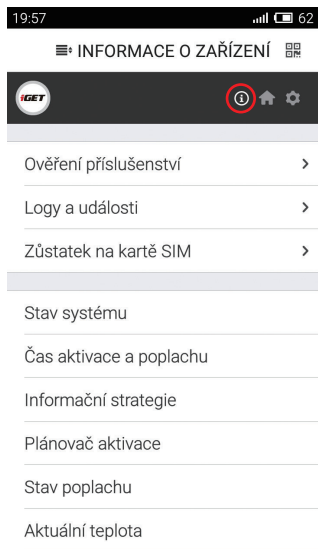 19:57 62
INFORMACE O ZAŘÍZENÍ
iGET
Ověření příslušenství
Logy a události
Zůstatek na kartě SIM
Stav systému
Čas aktivace a poplachu
Informační strategie
Plánovač aktivace
Stav poplachu
Aktuální teplota